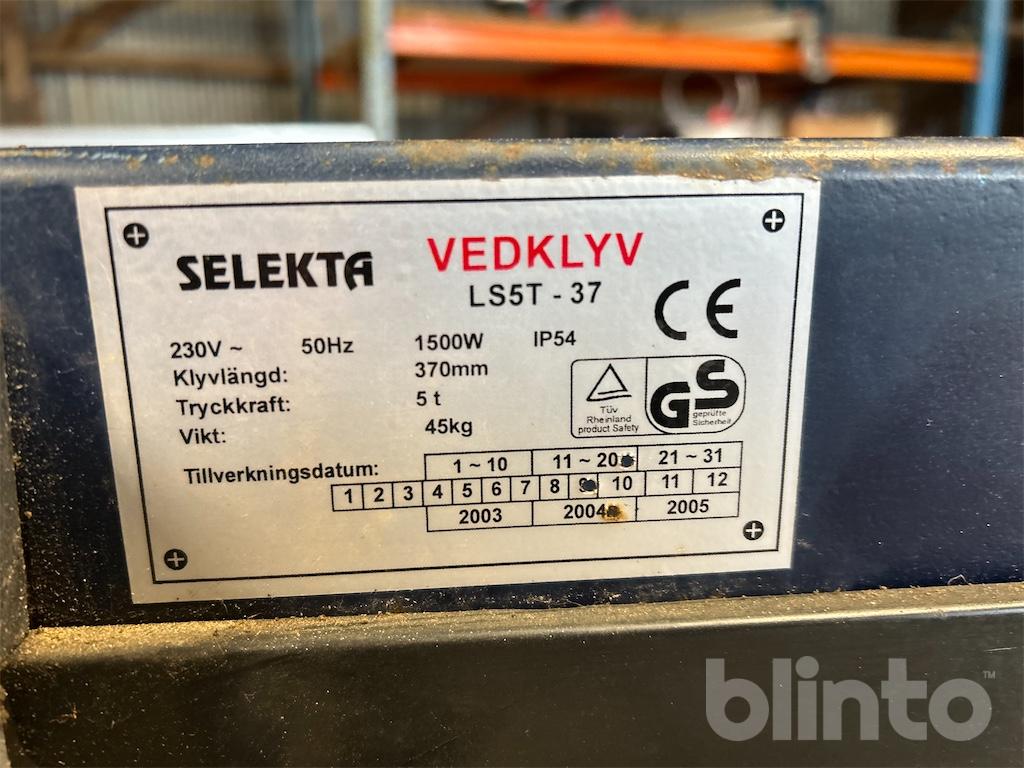 SELEKTA VEDKLYV
LS5T - 37
CE
230V ~ 50Hz 1500W IP54
Klyvlängd: 370mm
Tryckkraft: 5 t
Vikt: 45kg
TÜV
Rheinland
product Safety
GS
geprüfte
Sicherheit
Tillverkningsdatum: 1 ~ 10 11 ~ 20 21 ~ 31
1 2 3 4 5 6 7 8 9 10 11 12
2003 2004 2005
blinto™